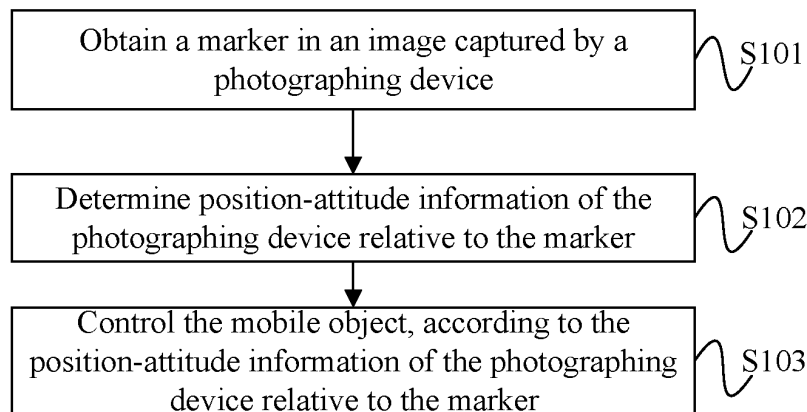 Obtain a marker in an image captured by a
photographing device
S101
Determine position-attitude information of the
photographing device relative to the marker
S102
Control the mobile object, according to the
position-attitude information of the photographing
device relative to the marker
S103